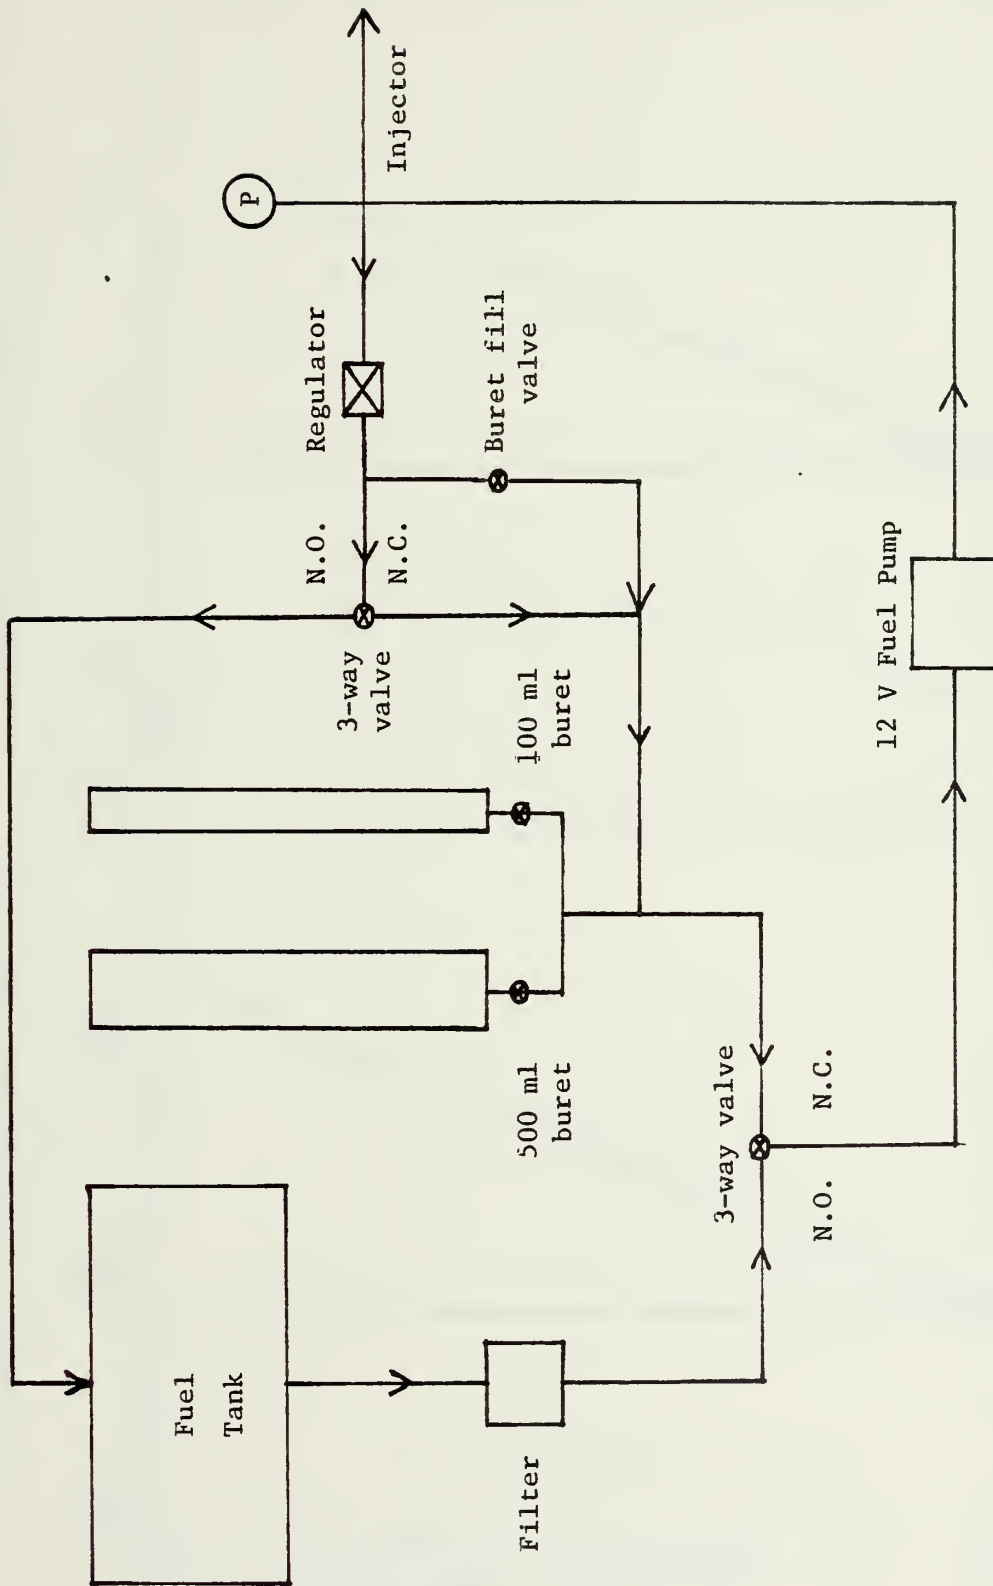 Fuel
Tank
Filter
500 ml
buret
100 ml
buret
3-way
valve
N.O.
N.C.
Regulator
P
Injector
Buret fill
valve
3-way valve
N.O.
N.C.
12 V Fuel Pump